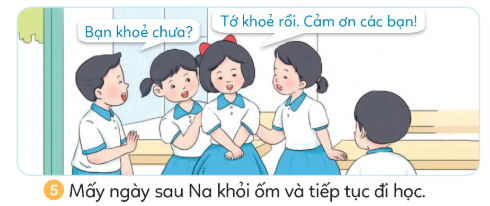 Bạn khoẻ chưa?
Tớ khoẻ rồi. Cảm ơn các bạn!
5 Mấy ngày sau Na khỏi ốm và tiếp tục đi học.